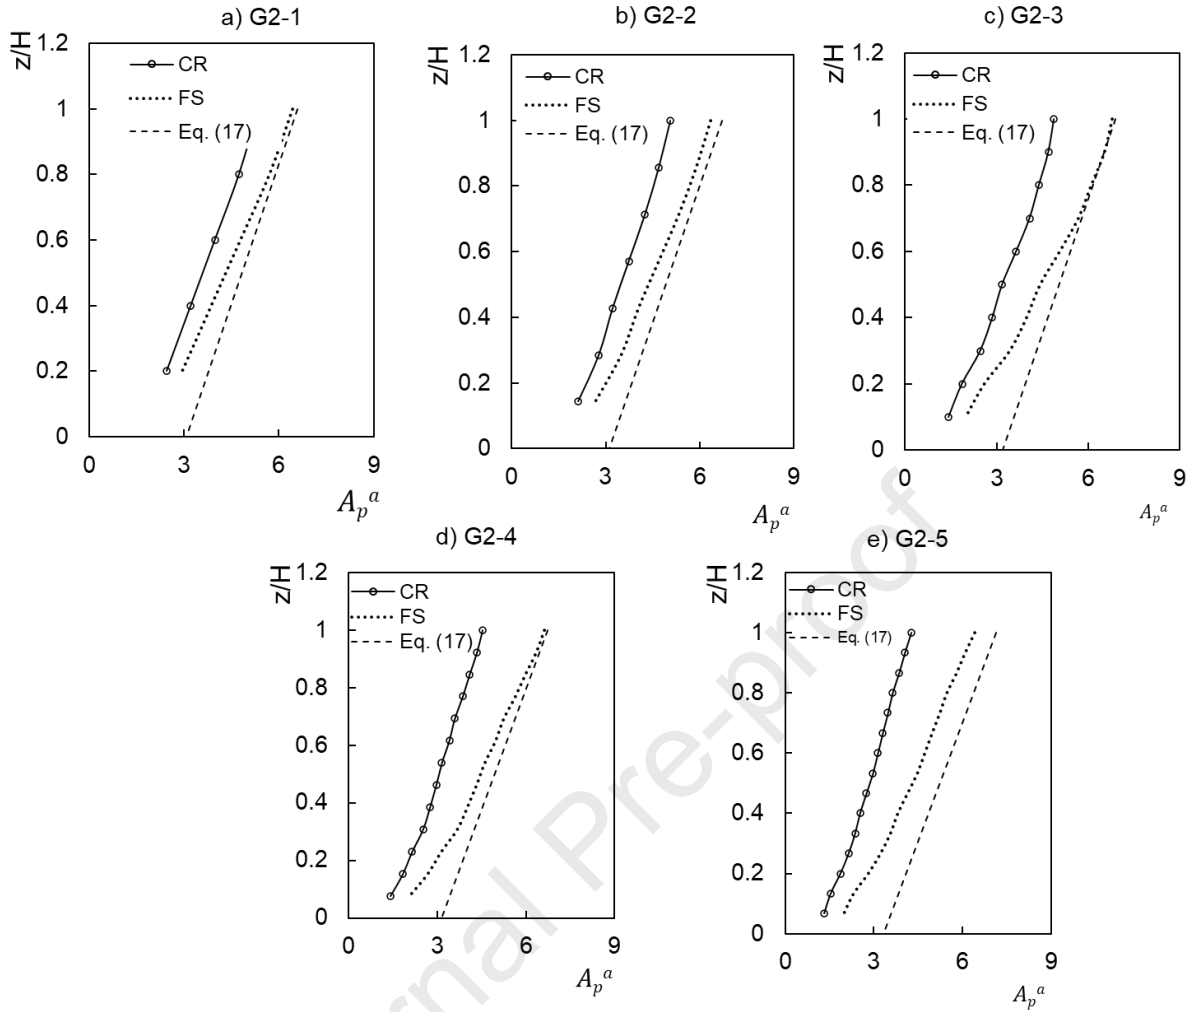 a) G2-1
z/H
1.2
1
0.8
0.6
0.4
0.2
0
0 3 6 9
CR
FS
Eq. (17)
A_p^a
b) G2-2
z/H
1.2
1
0.8
0.6
0.4
0.2
0
0 3 6 9
CR
FS
Eq. (17)
A_p^a
c) G2-3
z/H
1.2
1
0.8
0.6
0.4
0.2
0
0 3 6 9
CR
FS
Eq. (17)
A_p^a
d) G2-4
z/H
1.2
1
0.8
0.6
0.4
0.2
0
0 3 6 9
CR
FS
Eq. (17)
A_p^a
e) G2-5
z/H
1.2
1
0.8
0.6
0.4
0.2
0
0 3 6 9
CR
FS
Eq. (17)
A_p^a
rnal Pre-proof